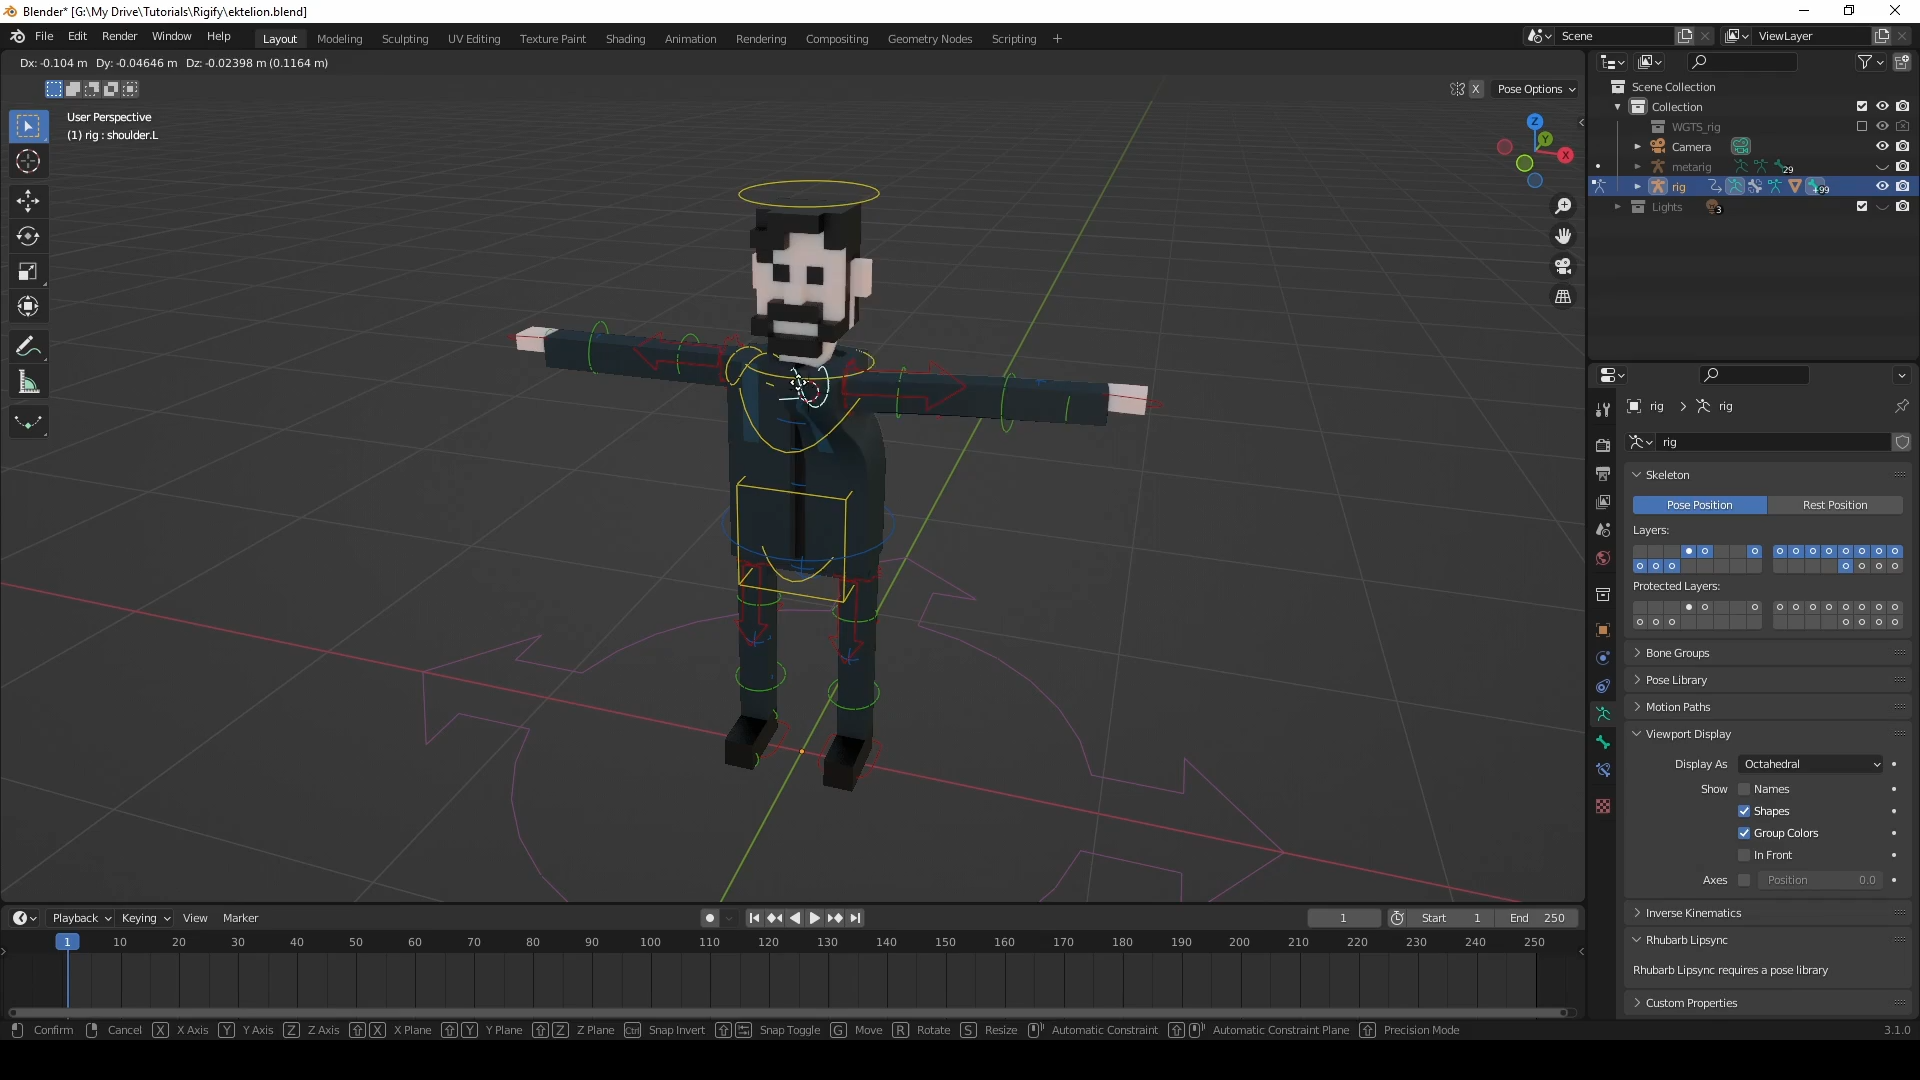 Blender* [G:\My Drive\Tutorials\Rigify\ektelion.blend]
File Edit Render Window Help Layout Modeling Sculpting UV Editing Texture Paint Shading Animation Rendering Compositing Geometry Nodes Scripting + Scene ViewLayer
Dx: -0.104 m Dy: -0.04646 m Dz: -0.02398 m (0.1164 m)
X Pose Options
User Perspective
(1) rig : shoulder.L
Z
Y
X
Scene Collection
Collection
WGTS_rig
Camera
metarig 29
rig +99
Lights 3
rig > rig
rig
Skeleton
Pose Position Rest Position
Layers:
Protected Layers:
Bone Groups
Pose Library
Motion Paths
Viewport Display
Display As Octahedral
Show Names
Shapes
Group Colors
In Front
Axes Position 0.0
Inverse Kinematics
Rhubarb Lipsync
Rhubarb Lipsync requires a pose library
Custom Properties
Playback Keying View Marker 1 Start 1 End 250
1 10 20 30 40 50 60 70 80 90 100 110 120 130 140 150 160 170 180 190 200 210 220 230 240 250
Confirm Cancel X X Axis Y Y Axis Z Z Axis X X Plane Y Y Plane Z Z Plane Ctrl Snap Invert Snap Toggle G Move R Rotate S Resize Automatic Constraint Automatic Constraint Plane Precision Mode 3.1.0